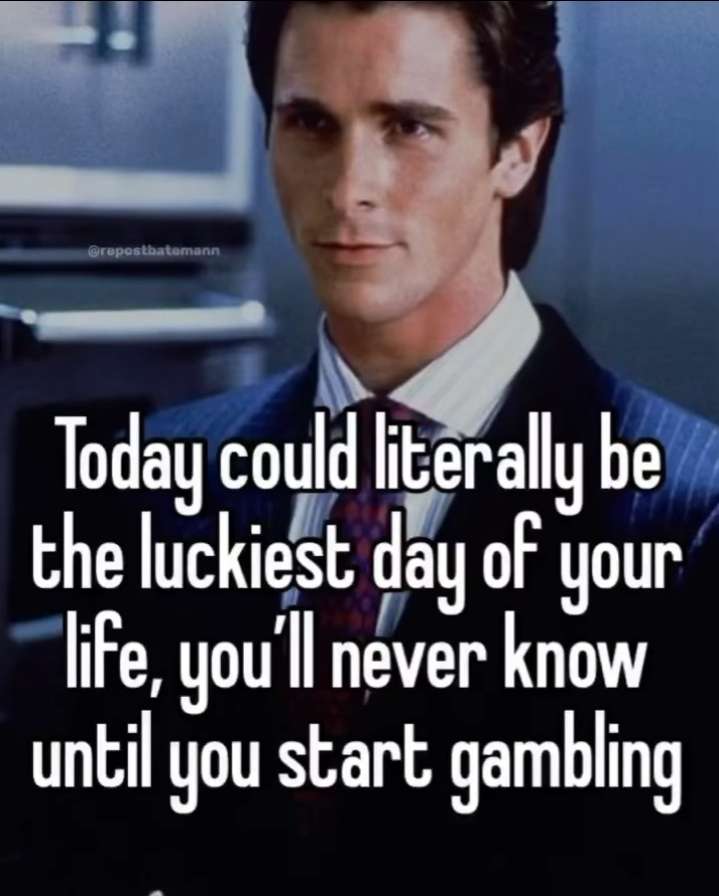 @repostbatemann
Today could literally be
the luckiest day of your
life, you'll never know
until you start gambling